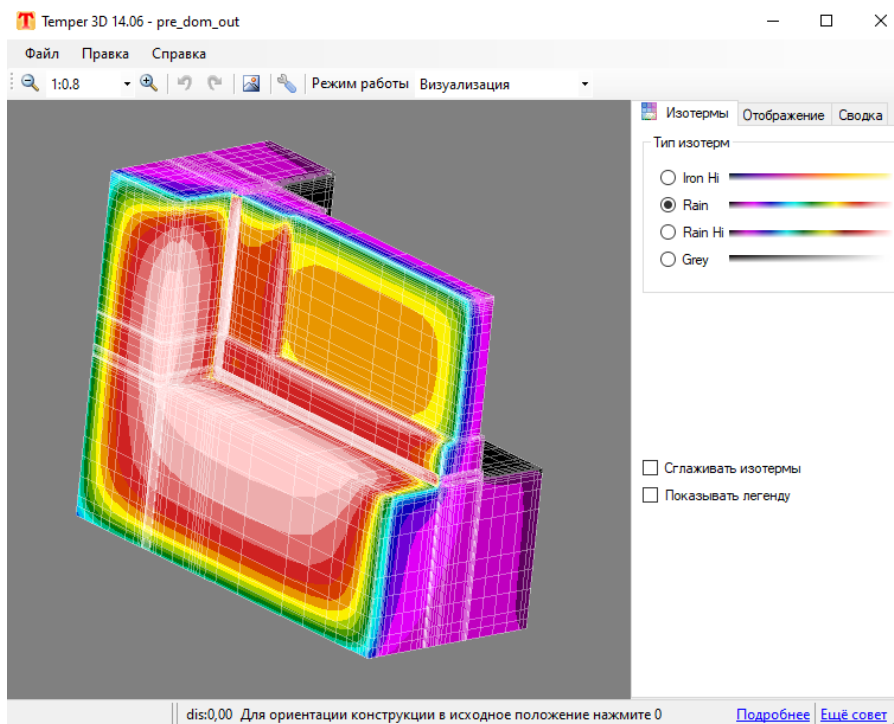 Temper 3D 14.06 - pre_dom_out
Файл Правка Справка
1:0.8 Режим работы Визуализация
Изотермы Отображение Сводка
Тип изотерм
Iron Hi
Rain
Rain Hi
Grey
Сглаживать изотермы
Показывать легенду
dis:0,00 Для ориентации конструкции в исходное положение нажмите 0 Подробнее Ещё совет